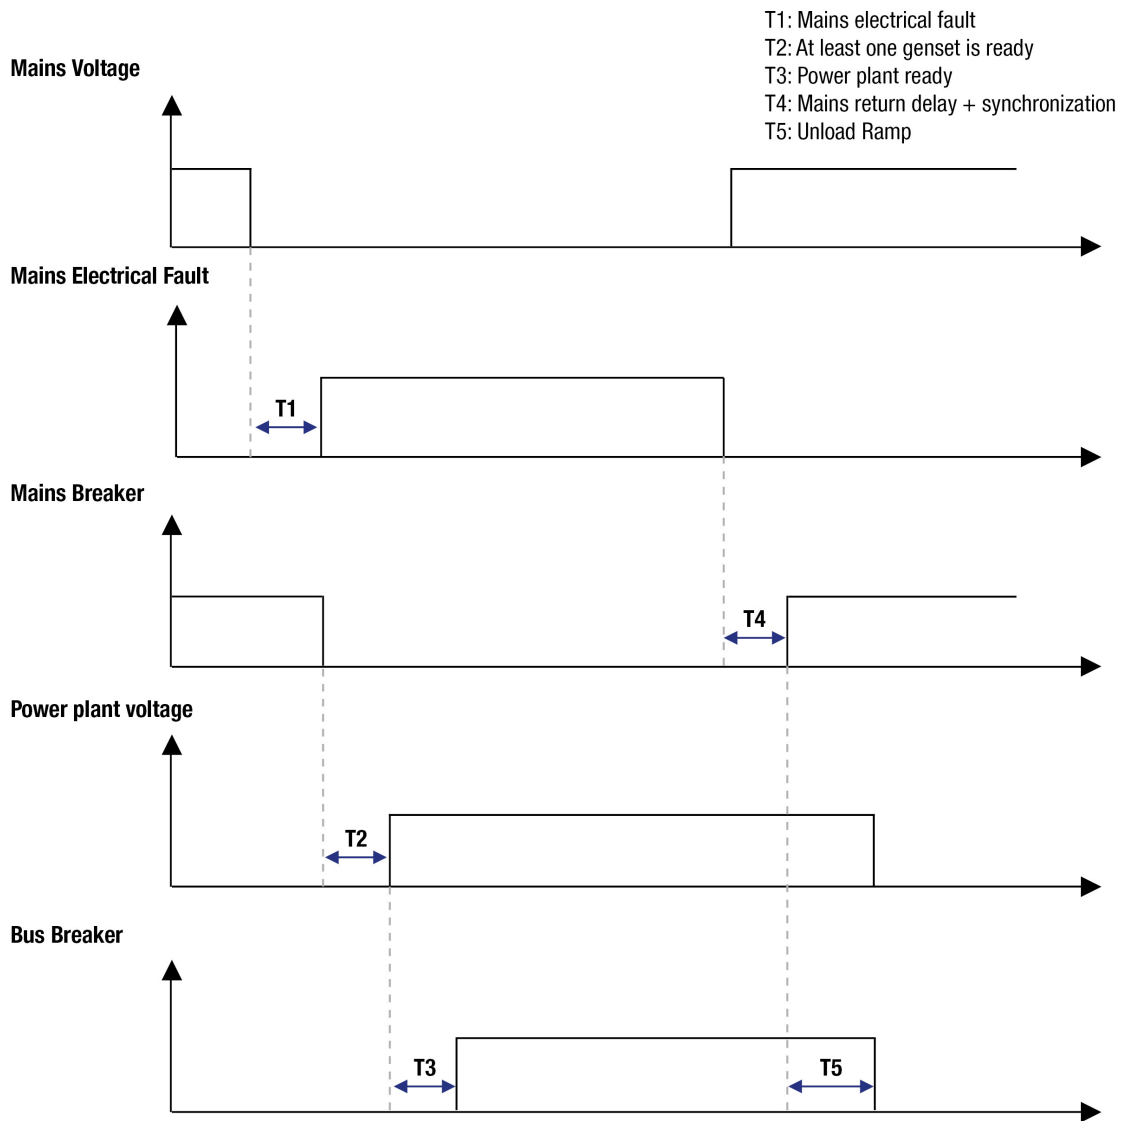 T1: Mains electrical fault
T2: At least one genset is ready
T3: Power plant ready
T4: Mains return delay + synchronization
T5: Unload Ramp
Mains Voltage
Mains Electrical Fault
T1
Mains Breaker
T4
Power plant voltage
T2
Bus Breaker
T3
T5